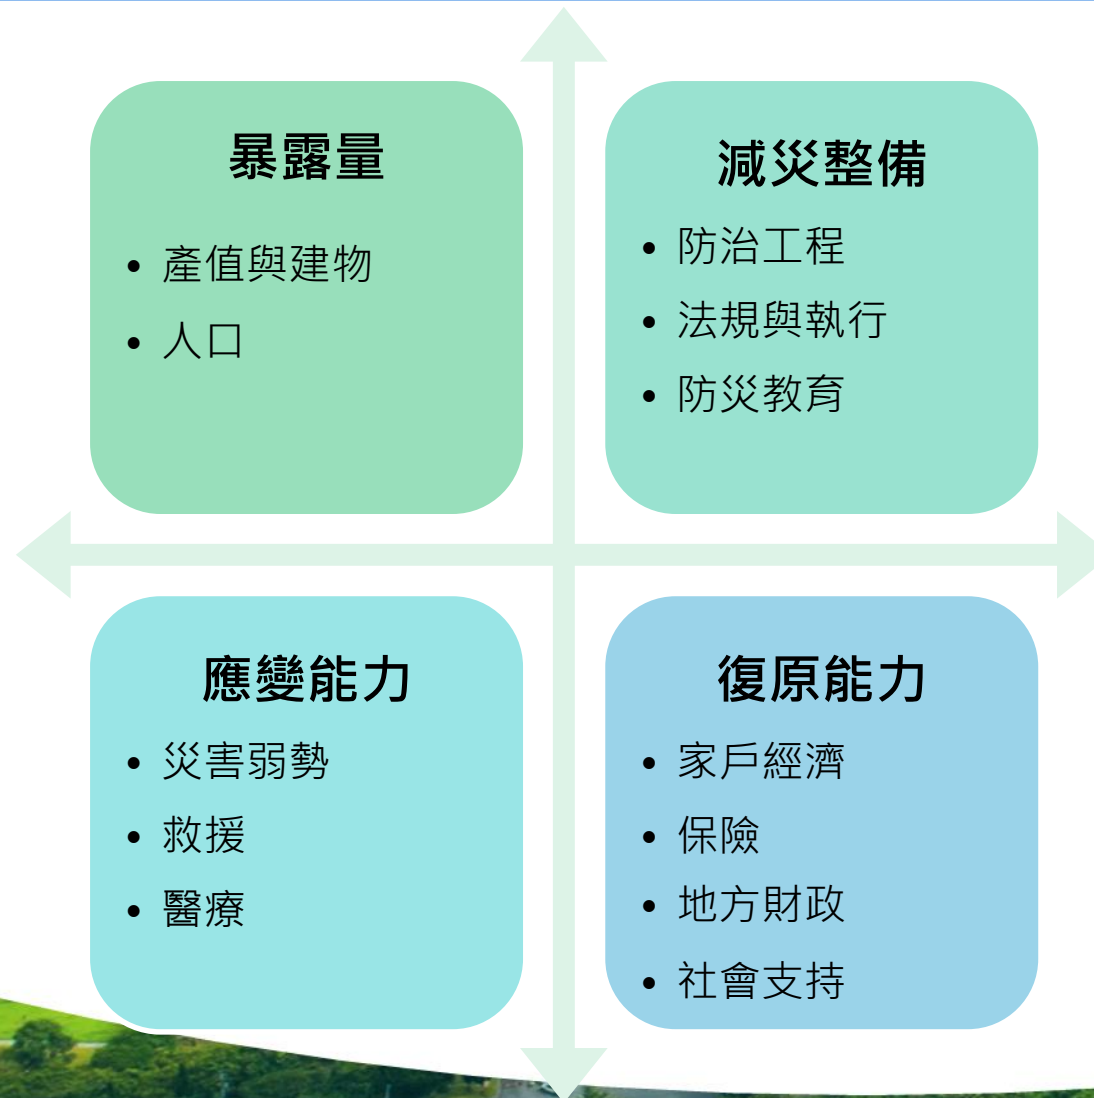 暴露量
• 產值與建物
• 人口
減災整備
• 防治工程
• 法規與執行
• 防災教育
應變能力
• 災害弱勢
• 救援
• 醫療
復原能力
• 家戶經濟
• 保險
• 地方財政
• 社會支持